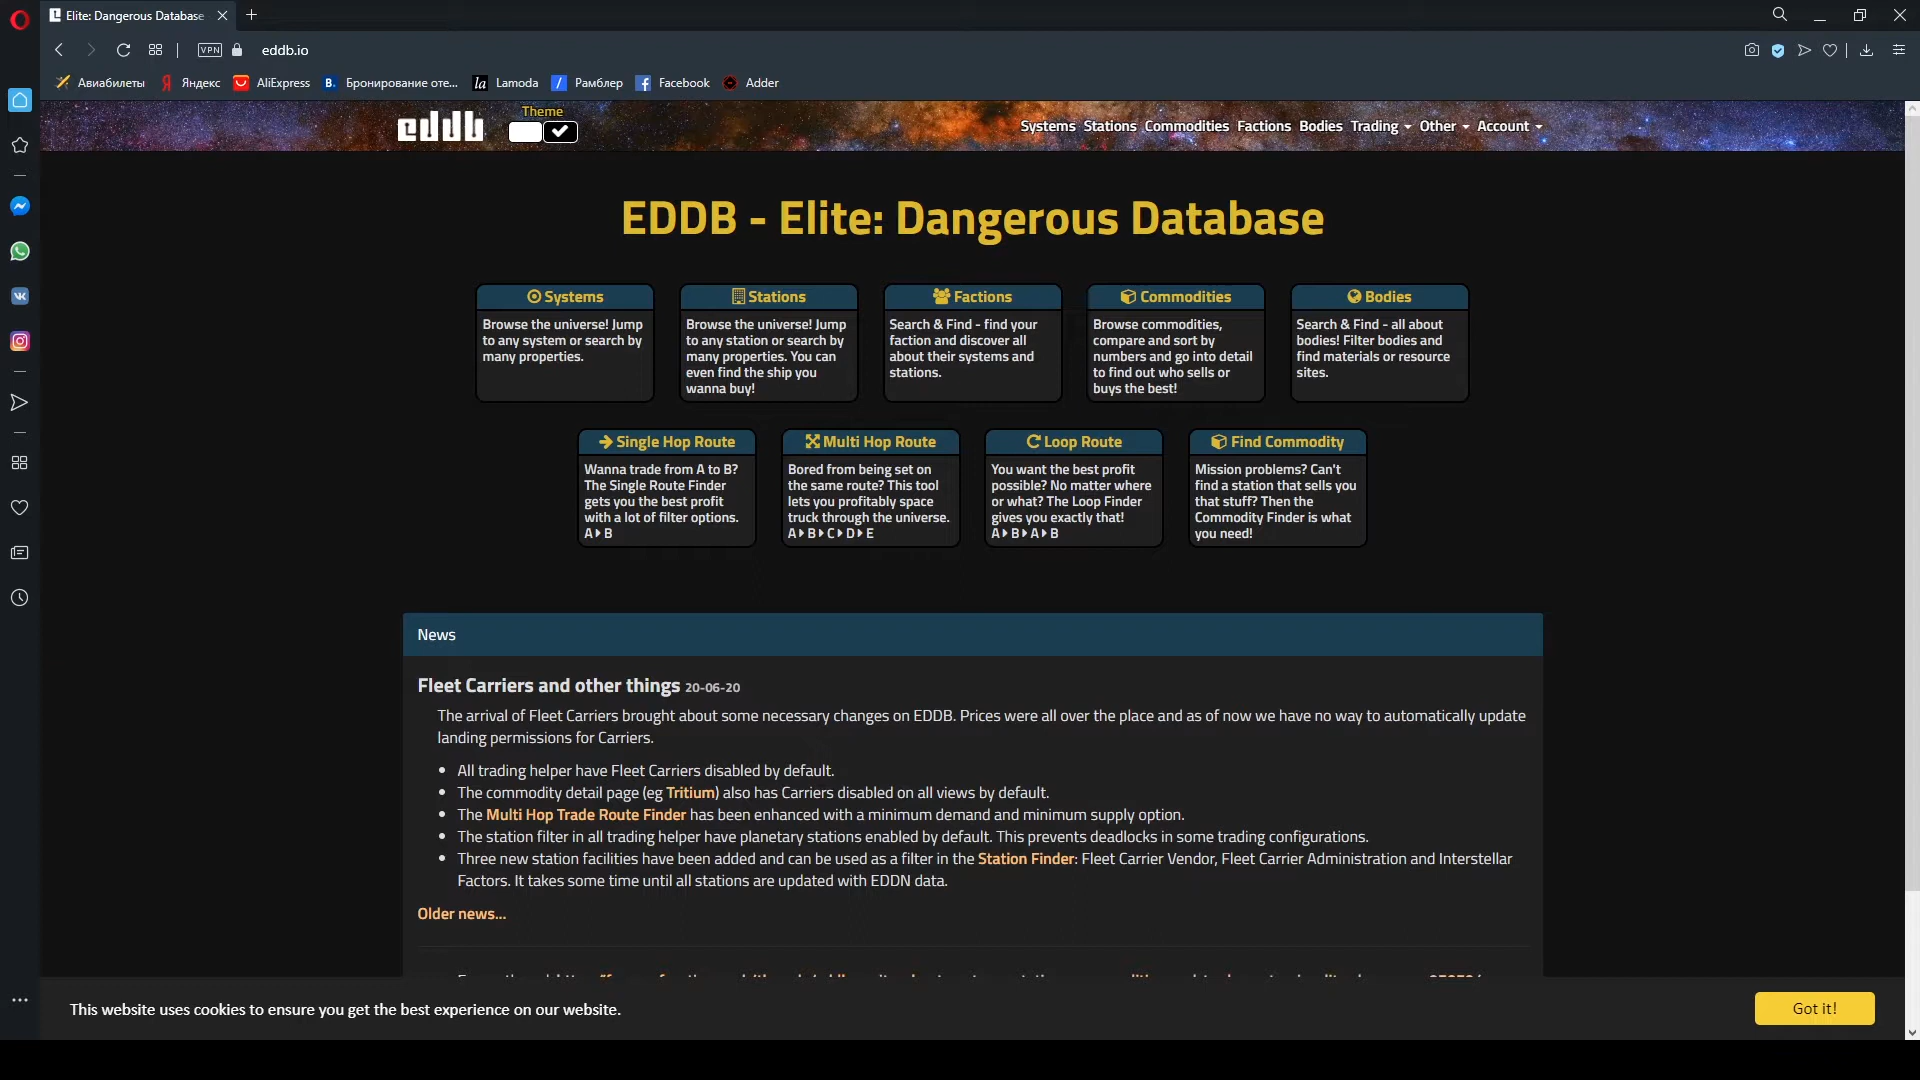 Elite: Dangerous Database
VPN
eddb.io
Авиабилеты
Яндекс
AliExpress
Бронирование оте...
Lamoda
Рамблер
Facebook
Adder
eddb
Theme
Systems Stations Commodities Factions Bodies Trading Other Account
EDDB - Elite: Dangerous Database
Systems
Browse the universe! Jump
to any system or search by
many properties.
Stations
Browse the universe! Jump
to any station or search by
many properties. You can
even find the ship you
wanna buy!
Factions
Search & Find - find your
faction and discover all
about their systems and
stations.
Commodities
Browse commodities,
compare and sort by
numbers and go into detail
to find out who sells or
buys the best!
Bodies
Search & Find - all about
bodies! Filter bodies and
find materials or resource
sites.
Single Hop Route
Wanna trade from A to B?
The Single Route Finder
gets you the best profit
with a lot of filter options.
A▸B
Multi Hop Route
Bored from being set on
the same route? This tool
lets you profitably space
truck through the universe.
A▸B▸C▸D▸E
Loop Route
You want the best profit
possible? No matter where
or what? The Loop Finder
gives you exactly that!
A▸B▸A▸B
Find Commodity
Mission problems? Can't
find a station that sells you
that stuff? Then the
Commodity Finder is what
you need!
News
Fleet Carriers and other things 20-06-20
The arrival of Fleet Carriers brought about some necessary changes on EDDB. Prices were all over the place and as of now we have no way to automatically update
landing permissions for Carriers.
All trading helper have Fleet Carriers disabled by default.
The commodity detail page (eg Tritium) also has Carriers disabled on all views by default.
The Multi Hop Trade Route Finder has been enhanced with a minimum demand and minimum supply option.
The station filter in all trading helper have planetary stations enabled by default. This prevents deadlocks in some trading configurations.
Three new station facilities have been added and can be used as a filter in the Station Finder: Fleet Carrier Vendor, Fleet Carrier Administration and Interstellar
Factors. It takes some time until all stations are updated with EDDN data.
Older news...
This website uses cookies to ensure you get the best experience on our website.
Got it!